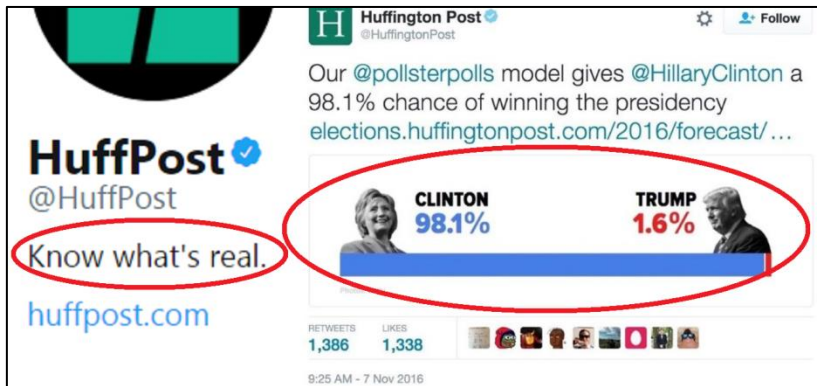 HuffPost
@HuffPost
Know what's real.
huffpost.com
H
Huffington Post
@HuffingtonPost
Follow
Our @pollsterpolls model gives @HillaryClinton a
98.1% chance of winning the presidency
elections.huffingtonpost.com/2016/forecast/…
CLINTON
98.1%
TRUMP
1.6%
RETWEETS
1,386
LIKES
1,338
9:25 AM - 7 Nov 2016